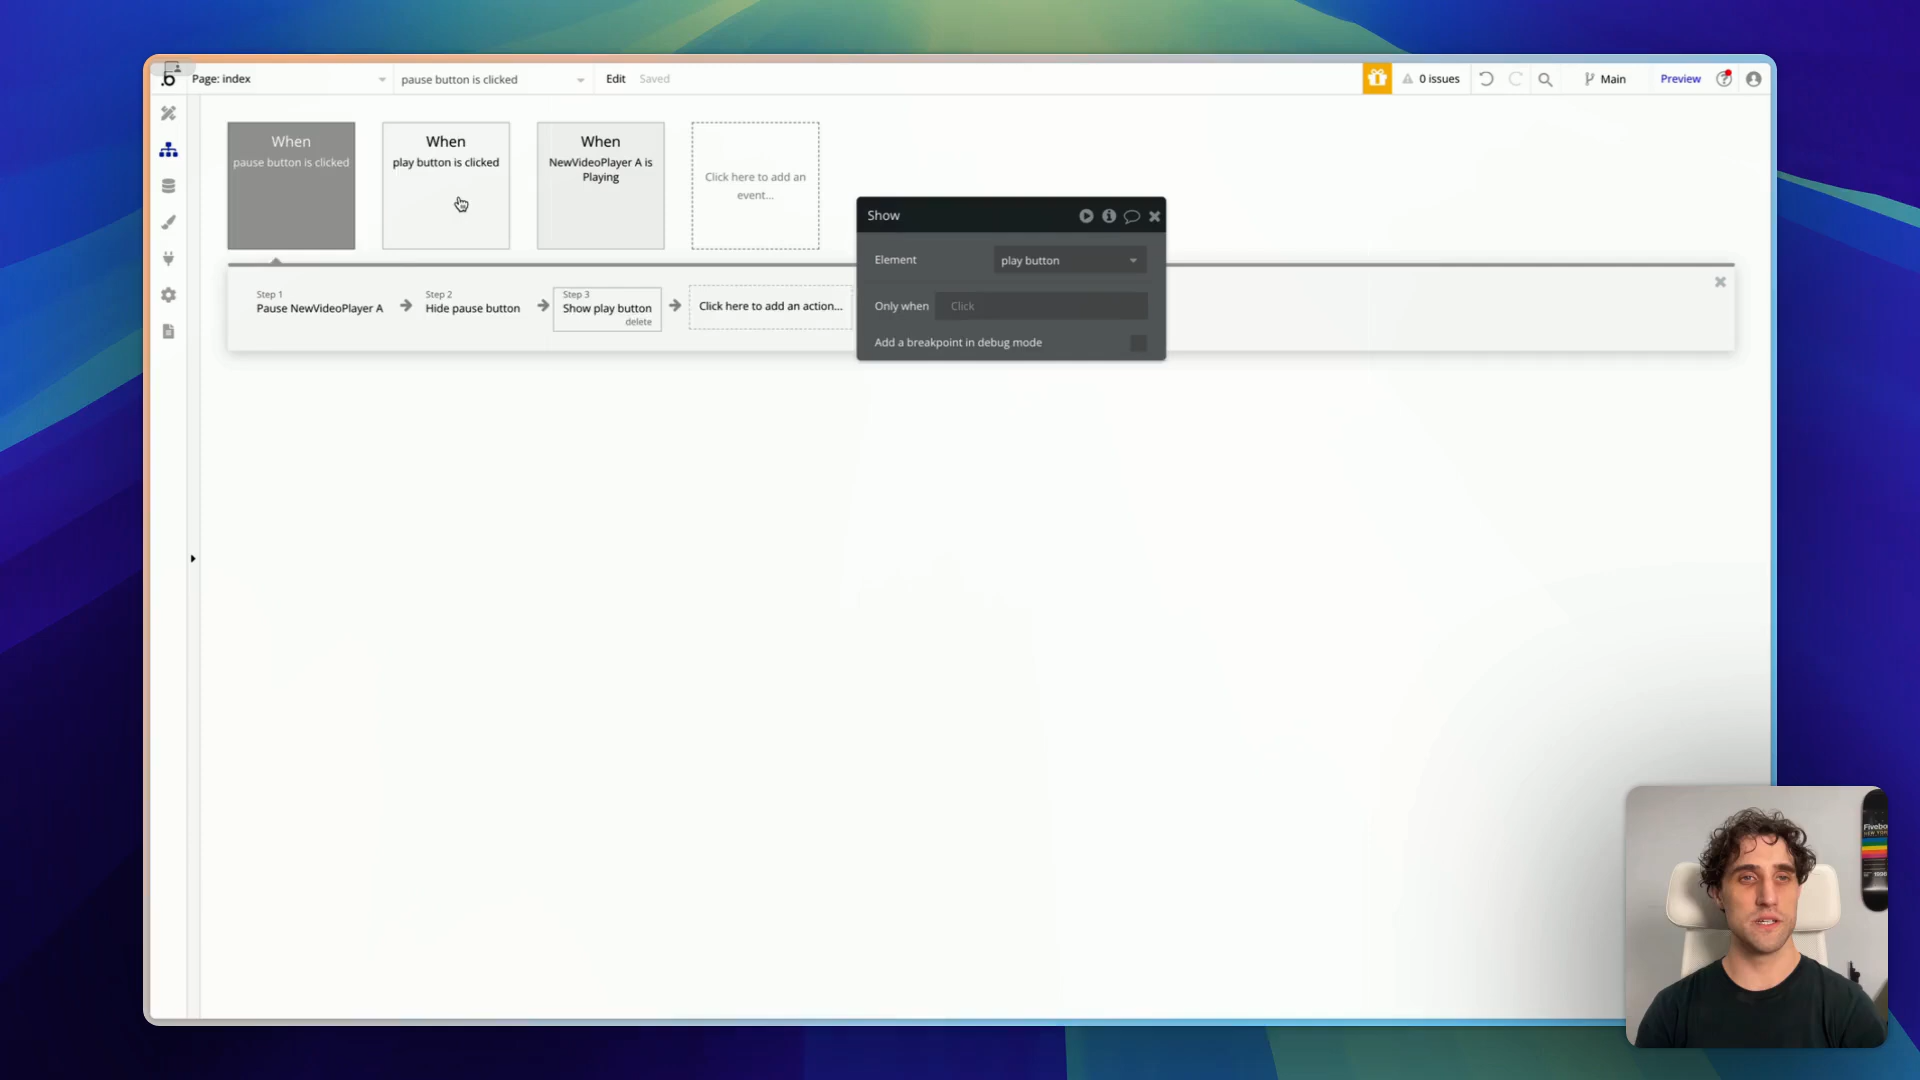 Page: index
pause button is clicked
Edit
Saved
0 issues
Main
Preview
When
pause button is clicked
When
play button is clicked
When
NewVideoPlayer A is
Playing
Click here to add an
event...
Show
Element
play button
Only when
Click
Add a breakpoint in debug mode
Step 1
Pause NewVideoPlayer A
Step 2
Hide pause button
Step 3
Show play button
delete
Click here to add an action...
Fivebo
NEW YOR